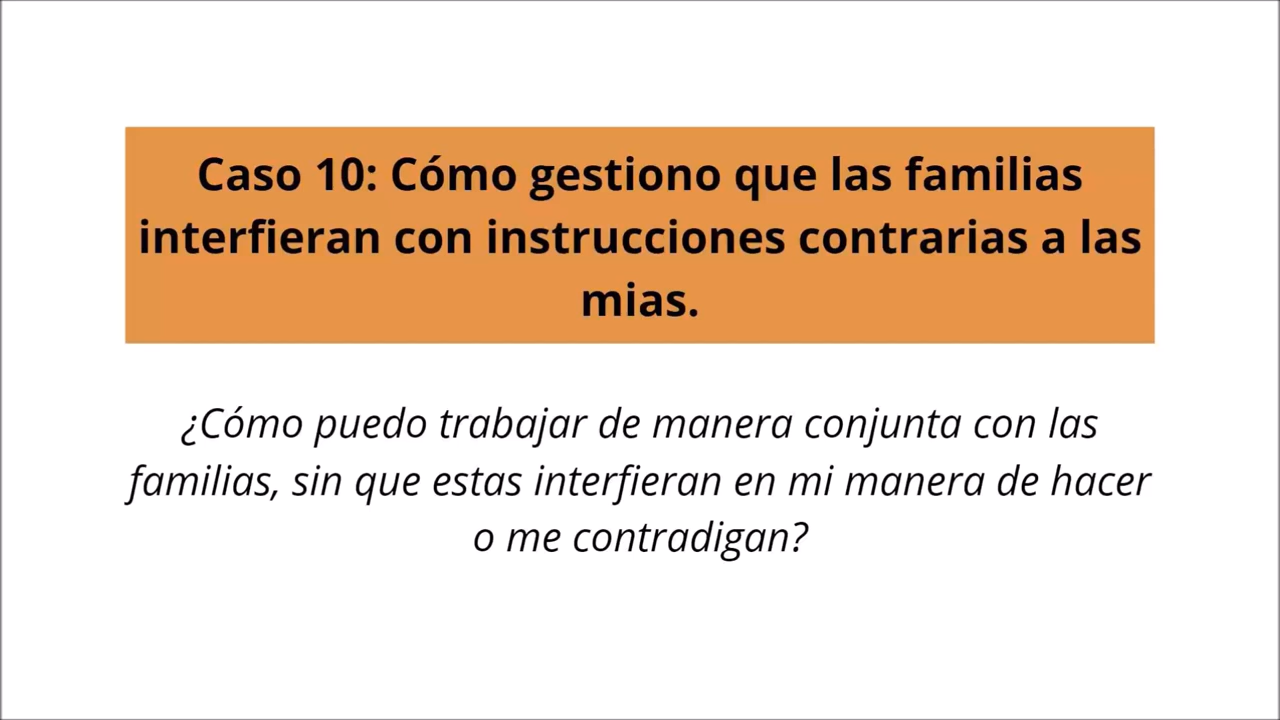 Caso 10: Cómo gestiono que las familias
interfieran con instrucciones contrarias a las
mias.
¿Cómo puedo trabajar de manera conjunta con las
familias, sin que estas interfieran en mi manera de hacer
o me contradigan?